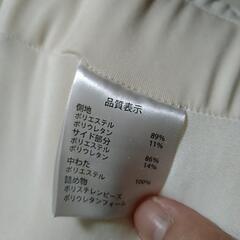 品質表示
側地
ポリエステル 89%
ポリウレタン 11%
サイド部分
ポリエステル 86%
ポリウレタン 14%
中わた
ポリエステル 100%
詰め物
ポリスチレンビーズ
ポリウレタンフォーム